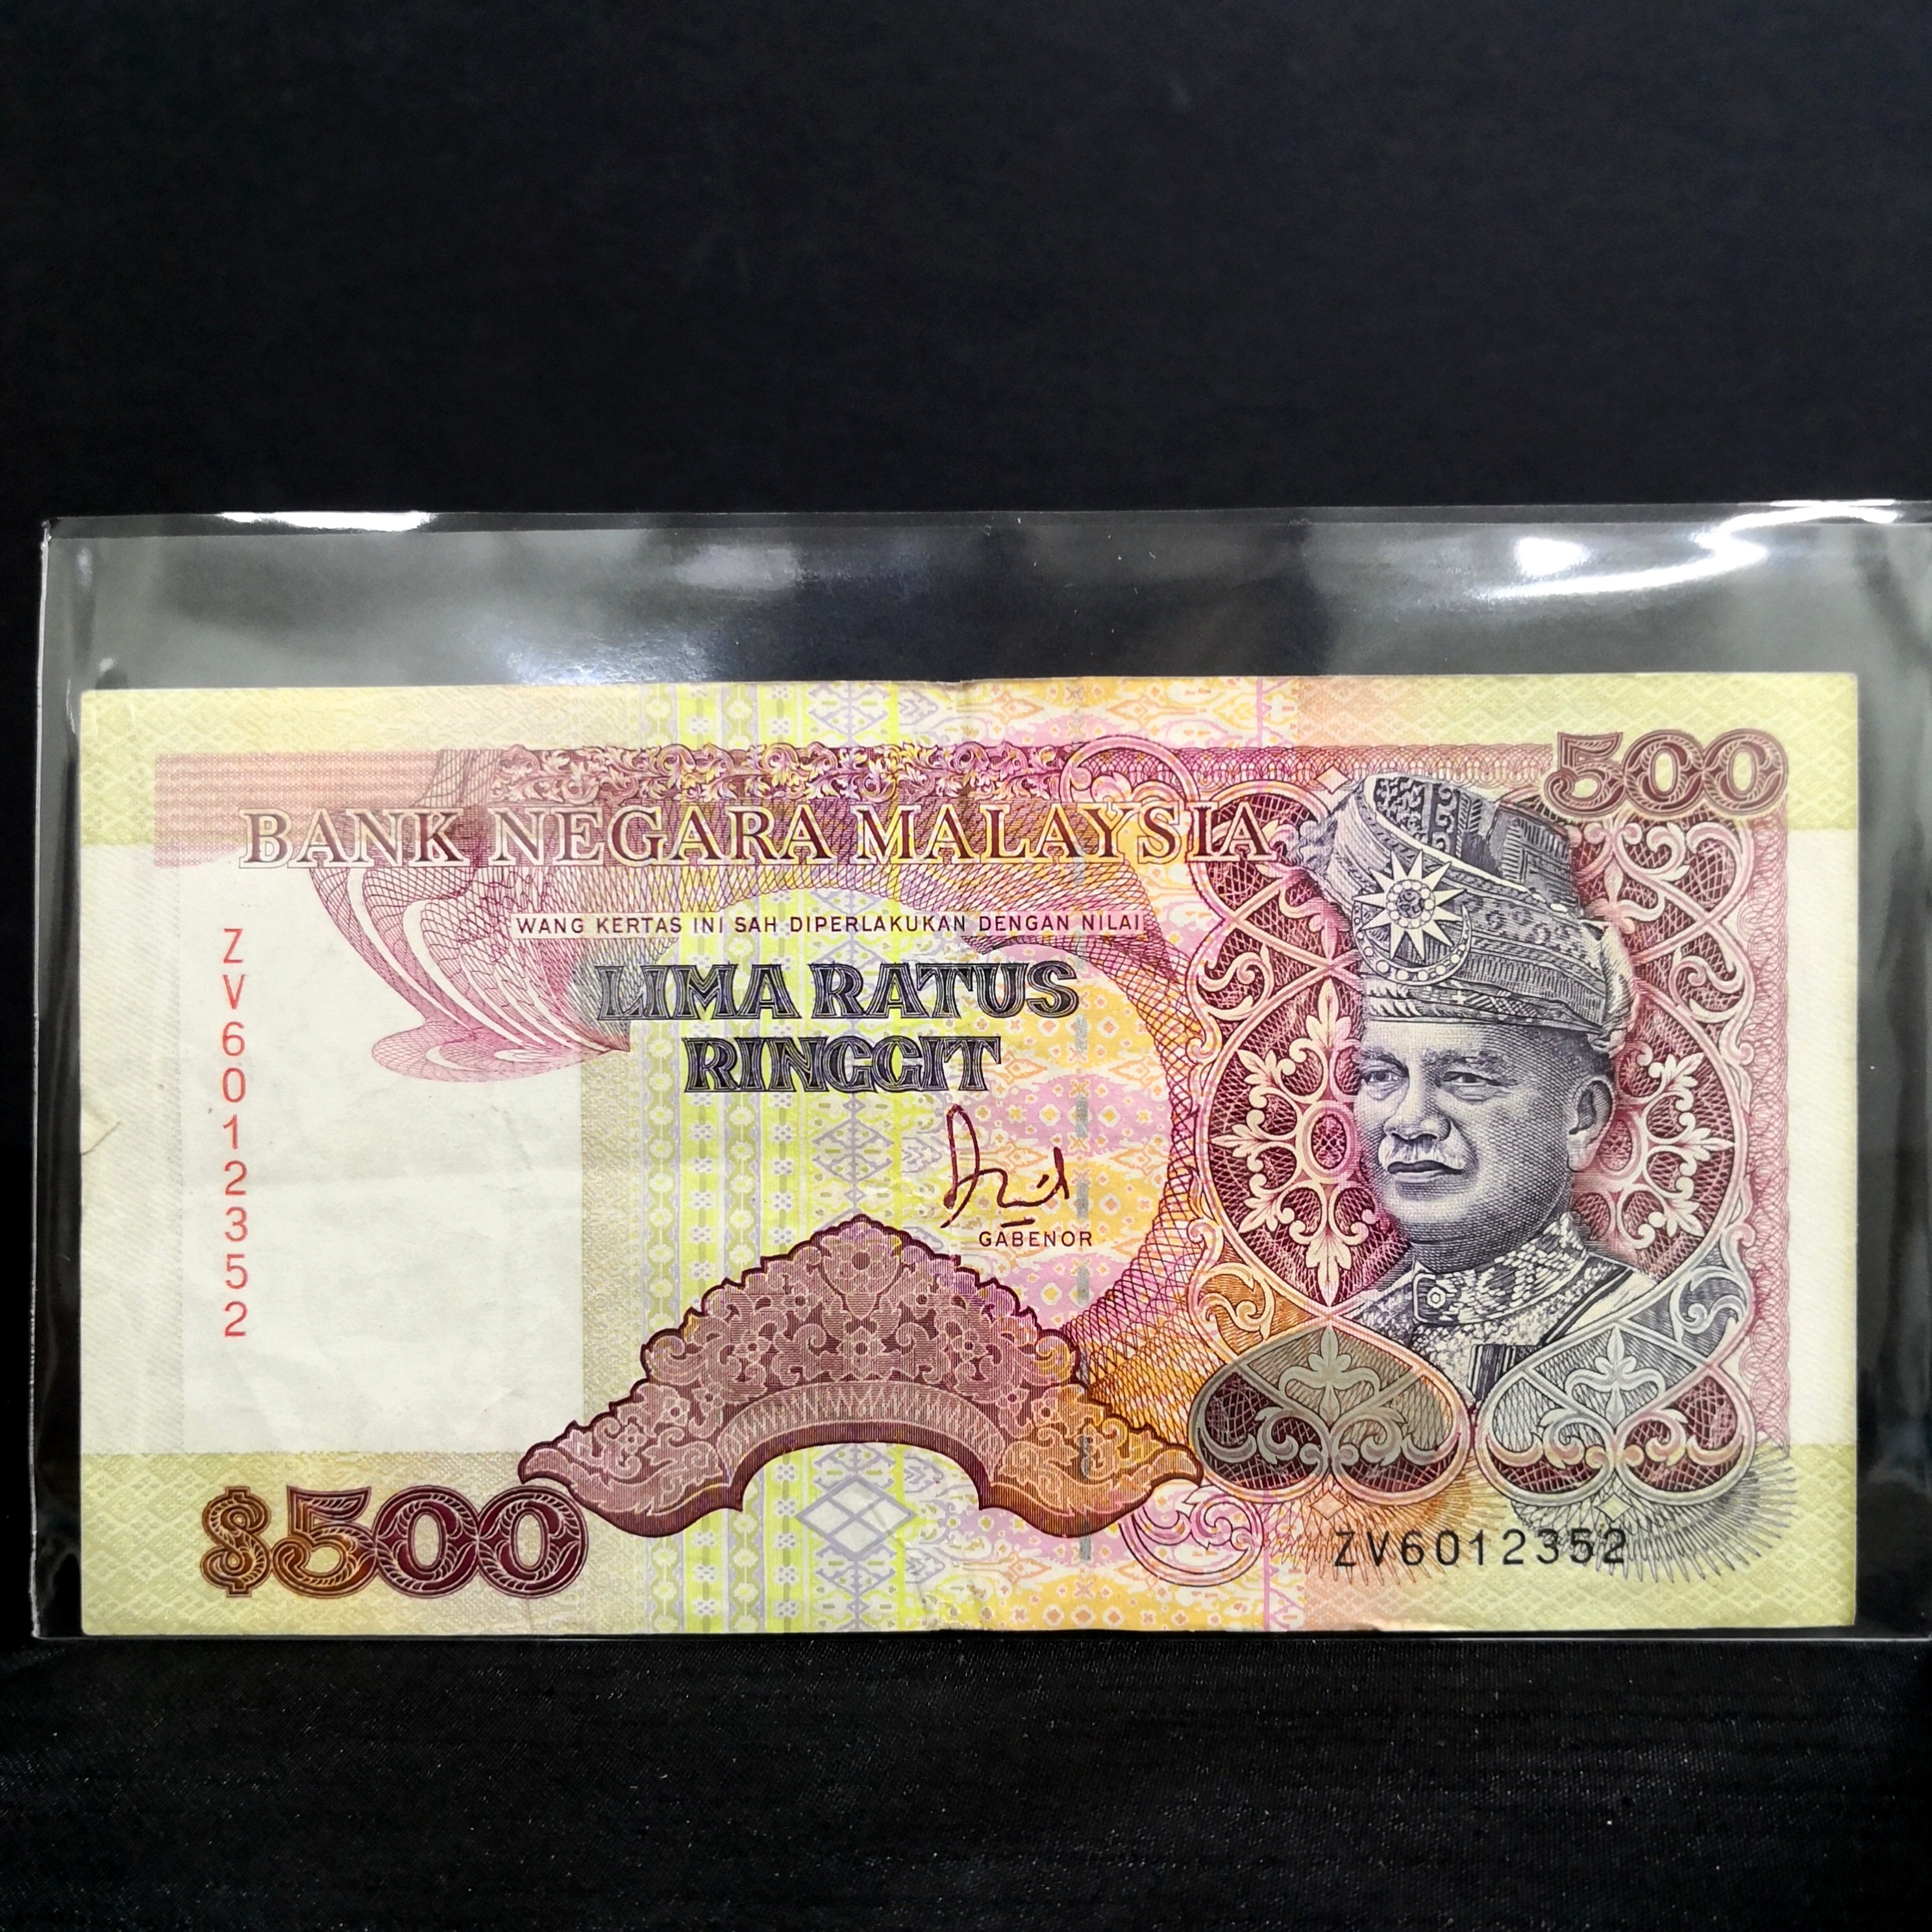 500
BANK NEGARA MALAYSIA
WANG KERTAS INI SAH DIPERLAKUKAN DENGAN NILAI
ZV6012352
LIMA RATUS
RINGGIT
GABENOR
$500
ZV6012352